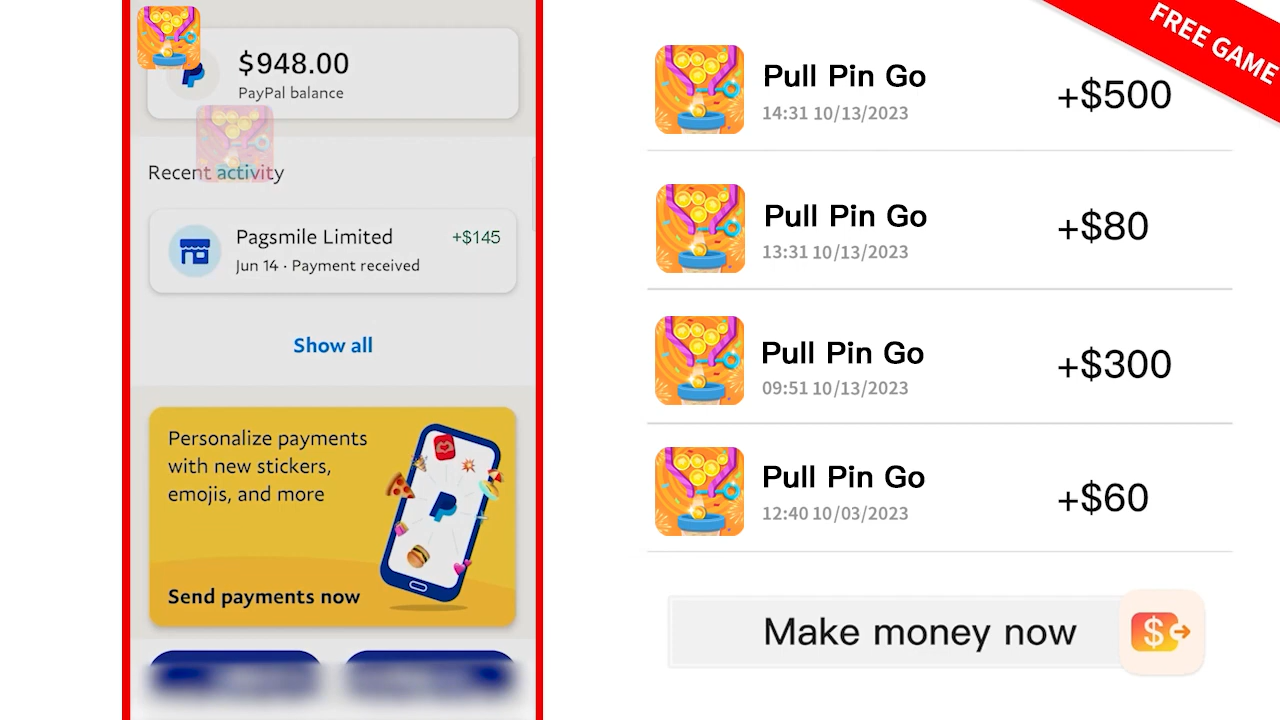 $948.00
PayPal balance
Recent activity
Pagsmile Limited
+$145
Jun 14 · Payment received
Show all
Personalize payments
with new stickers,
emojis, and more
Send payments now
FREE GAME
Pull Pin Go
14:31 10/13/2023
+$500
Pull Pin Go
13:31 10/13/2023
+$80
Pull Pin Go
09:51 10/13/2023
+$300
Pull Pin Go
12:40 10/03/2023
+$60
Make money now
$